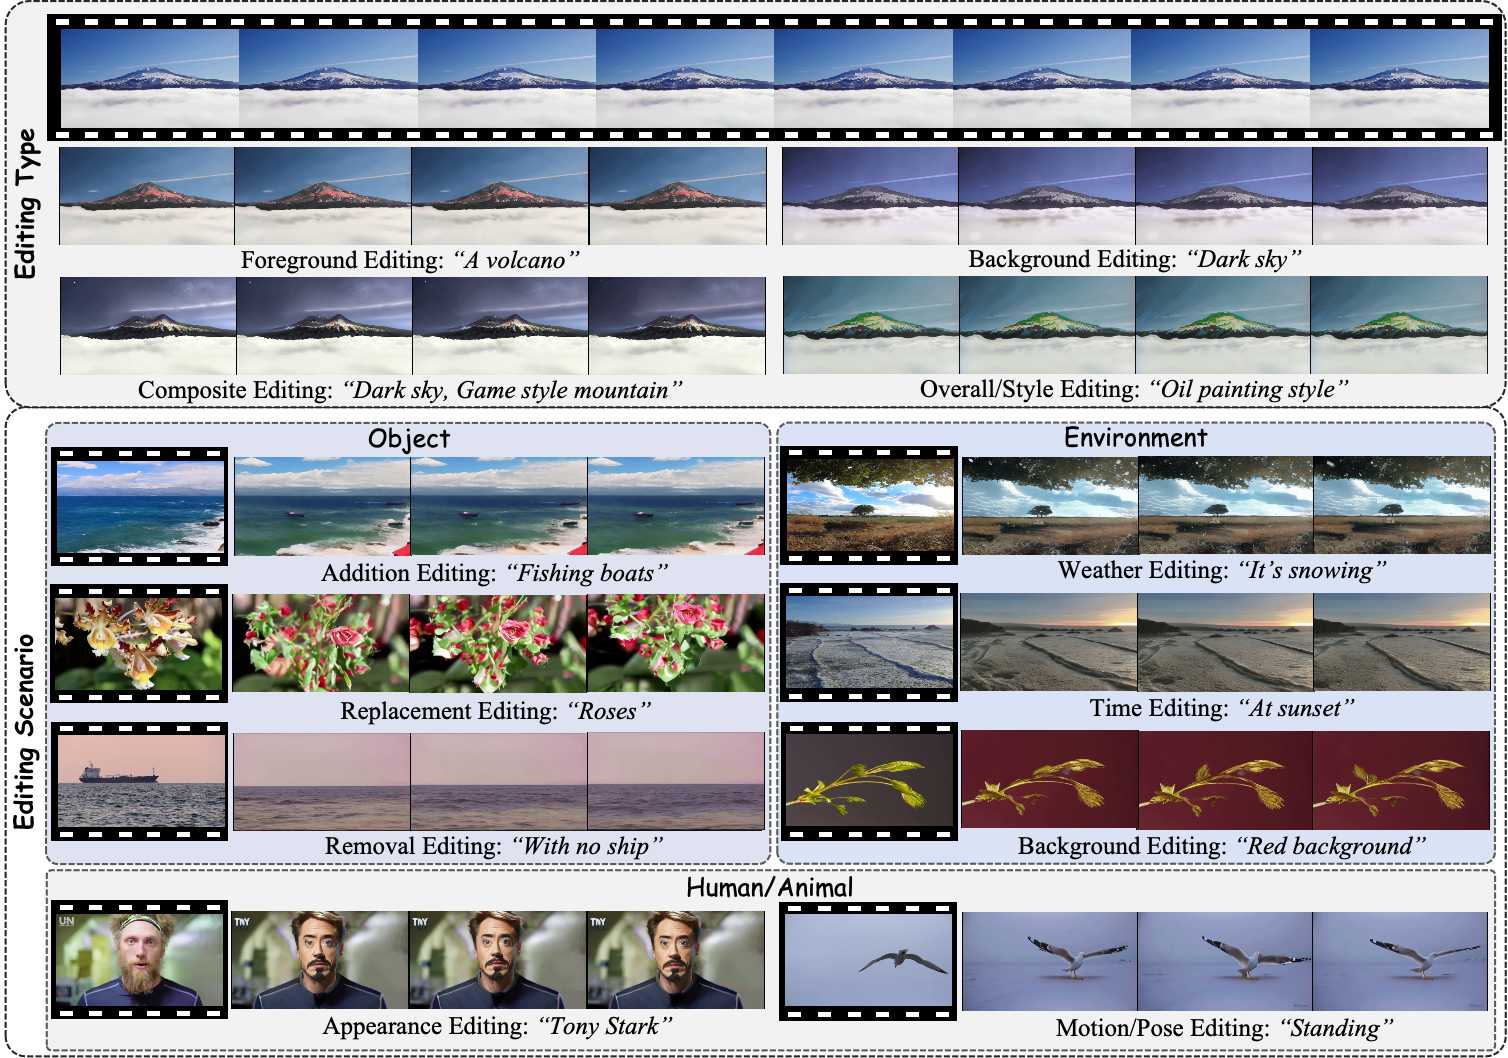 Editing Type
Foreground Editing: “A volcano”
Background Editing: “Dark sky”
Composite Editing: “Dark sky, Game style mountain”
Overall/Style Editing: “Oil painting style”
Editing Scenario
Object
Addition Editing: “Fishing boats”
Replacement Editing: “Roses”
Removal Editing: “With no ship”
Environment
Weather Editing: “It’s snowing”
Time Editing: “At sunset”
Background Editing: “Red background”
Human/Animal
UN
TNY
TNY
TNY
Appearance Editing: “Tony Stark”
Motion/Pose Editing: “Standing”